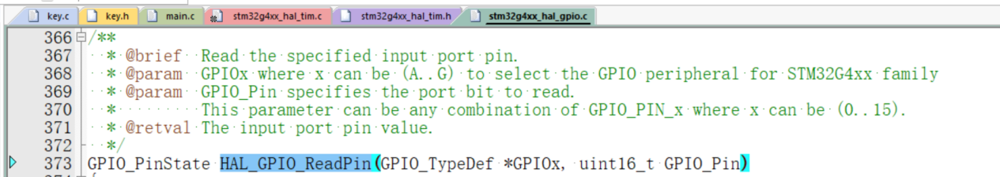 key.c key.h main.c stm32g4xx_hal_tim.c stm32g4xx_hal_tim.h stm32g4xx_hal_gpio.c
366 /**
367 * @brief Read the specified input port pin.
368 * @param GPIOx where x can be (A..G) to select the GPIO peripheral for STM32G4xx family
369 * @param GPIO_Pin specifies the port bit to read.
370 * This parameter can be any combination of GPIO_PIN_x where x can be (0..15).
371 * @retval The input port pin value.
372 */
373 GPIO_PinState HAL_GPIO_ReadPin(GPIO_TypeDef *GPIOx, uint16_t GPIO_Pin)